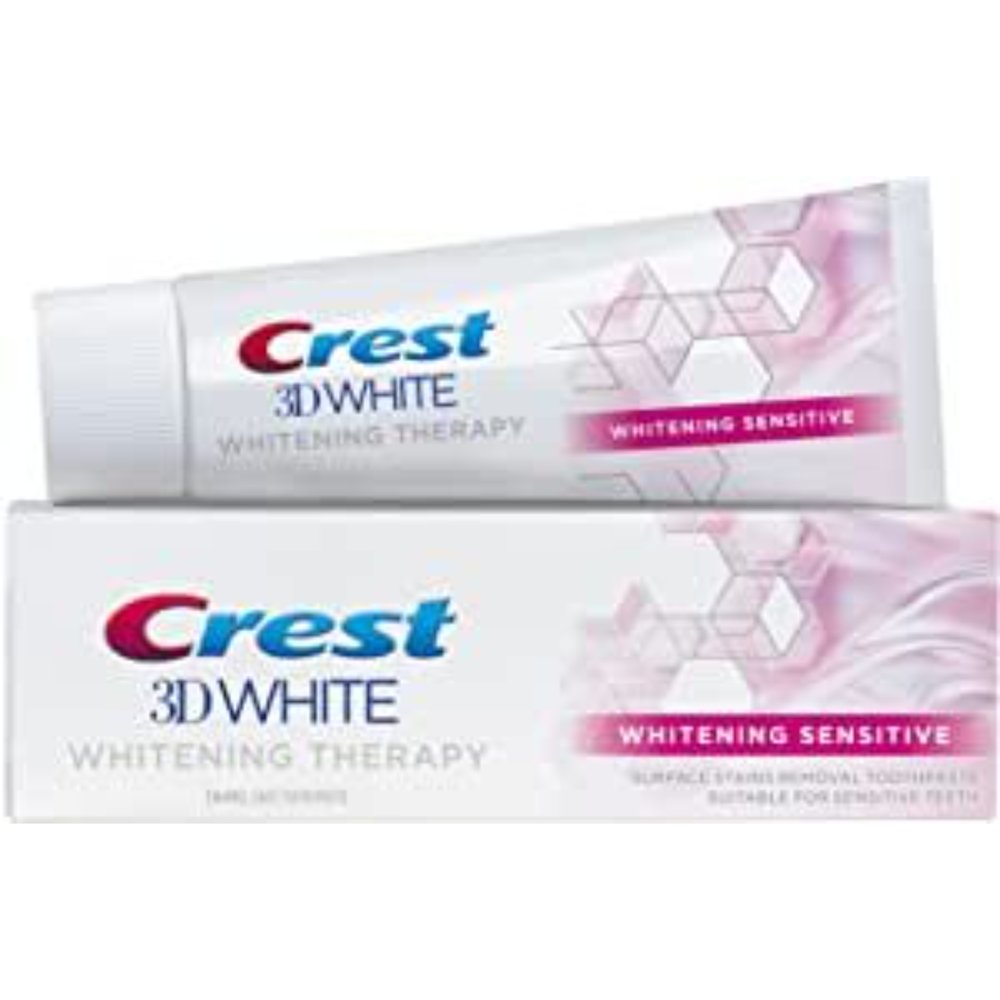 Crest
3D WHITE
WHITENING THERAPY
WHITENING SENSITIVE
Crest
3D WHITE
WHITENING THERAPY
WHITENING SENSITIVE
SURFACE STAINS REMOVAL TOOTHPASTE
SUITABLE FOR SENSITIVE TEETH